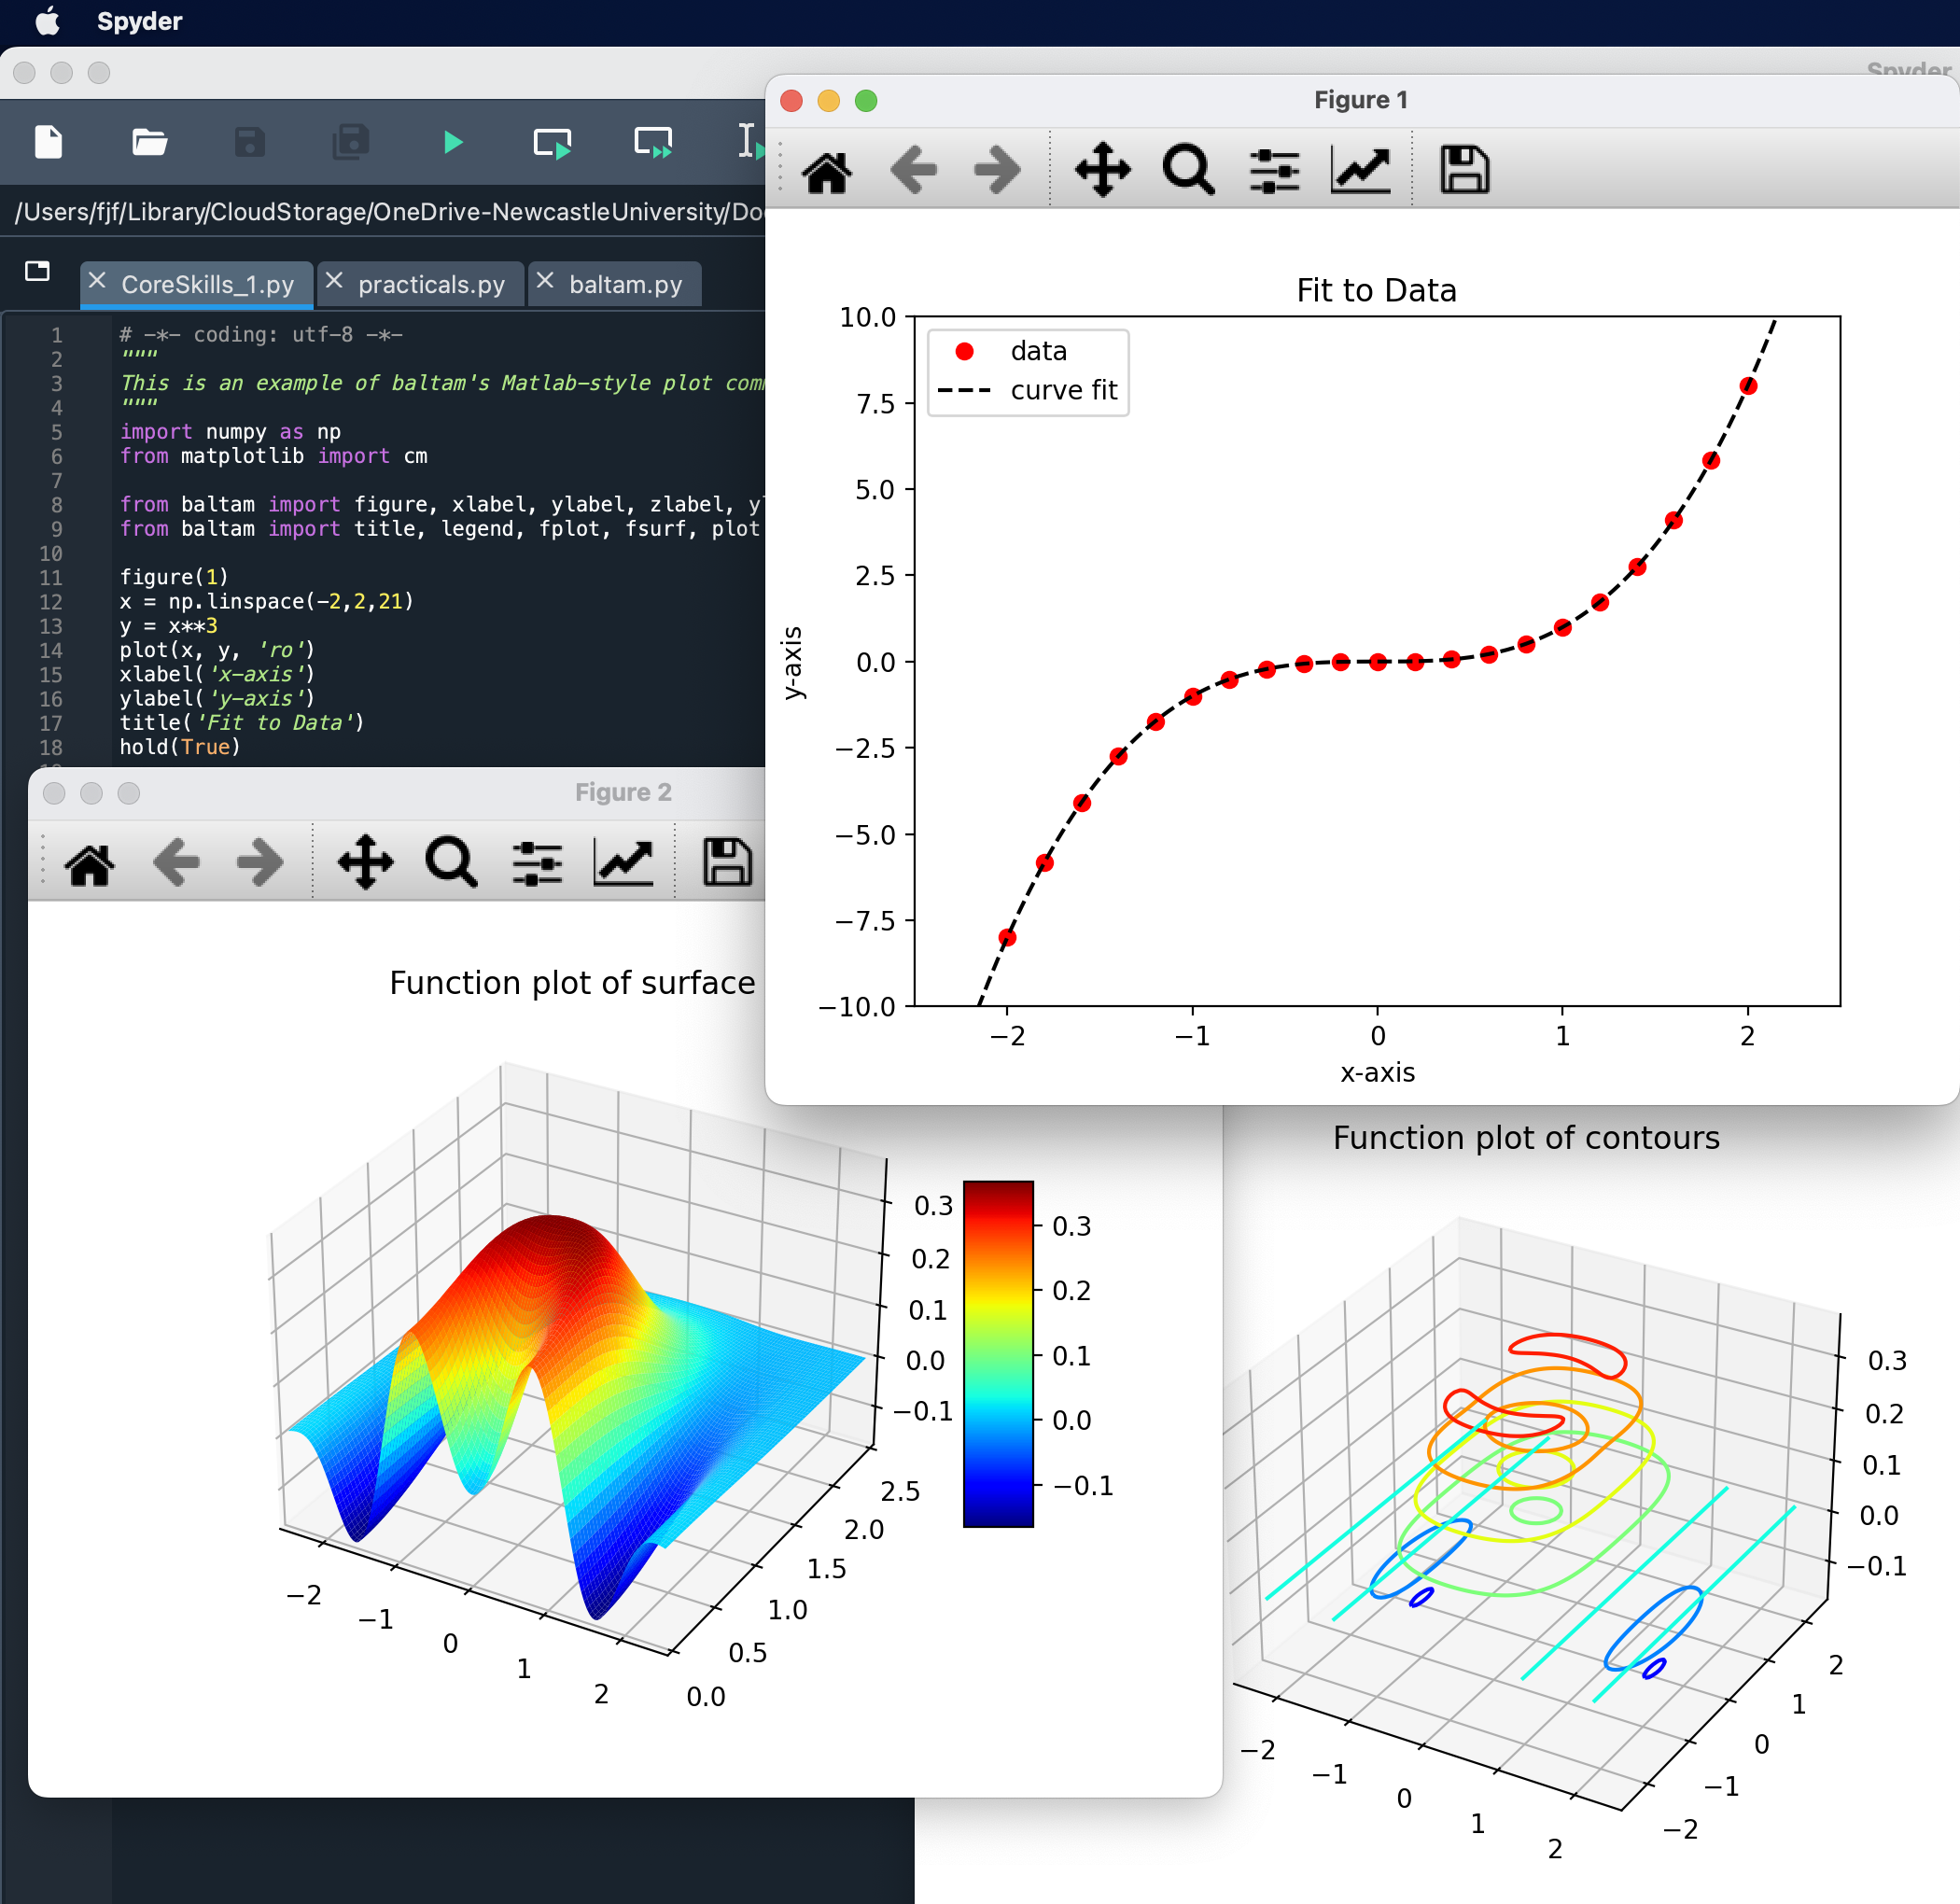 Spyder
Spyder
/Users/fjf/Library/CloudStorage/OneDrive-NewcastleUniversity/Do
CoreSkills_1.py
practicals.py
baltam.py
1 # -*- coding: utf-8 -*-
2 """
3 This is an example of baltam's Matlab-style plot com
4 """
5 import numpy as np
6 from matplotlib import cm
7
8 from baltam import figure, xlabel, ylabel, zlabel, y
9 from baltam import title, legend, fplot, fsurf, plot
10
11 figure(1)
12 x = np.linspace(-2,2,21)
13 y = x**3
14 plot(x, y, 'ro')
15 xlabel('x-axis')
16 ylabel('y-axis')
17 title('Fit to Data')
18 hold(True)
Figure 1
Fit to Data
data
curve fit
10.0
7.5
5.0
2.5
0.0
−2.5
−5.0
−7.5
−10.0
y-axis
−2 −1 0 1 2
x-axis
Figure 2
Function plot of surface
0.3
0.2
0.1
0.0
−0.1
2.5
2.0
1.5
1.0
0.5
0.0
−2
−1
0
1
2
0.3
0.2
0.1
0.0
−0.1
Function plot of contours
0.3
0.2
0.1
0.0
−0.1
2
1
0
−1
−2
−2
−1
0
1
2